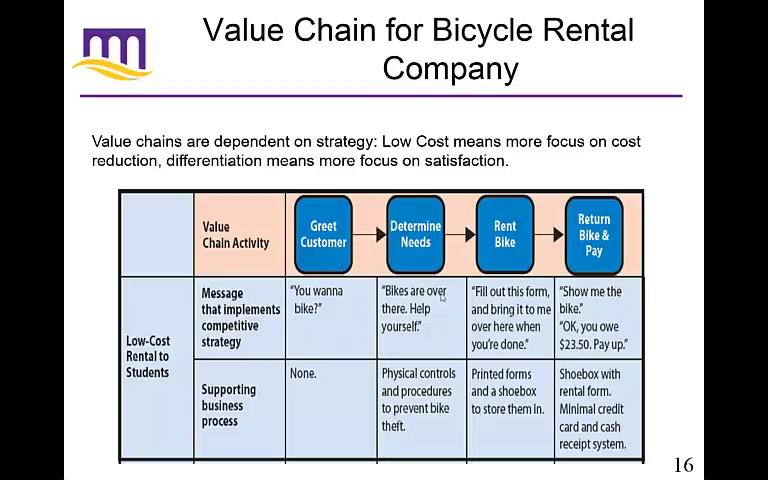 Value Chain for Bicycle Rental
Company
Value chains are dependent on strategy: Low Cost means more focus on cost
reduction, differentiation means more focus on satisfaction.
Value
Chain Activity
Greet
Customer
Determine
Needs
Rent
Bike
Return
Bike &
Pay
Low-Cost
Rental to
Students
Message
that implements
competitive
strategy
"You wanna
bike?"
"Bikes are over
there. Help
yourself."
"Fill out this form,
and bring it to me
over here when
you're done."
"Show me the
bike."
"OK, you owe
$23.50. Pay up."
Supporting
business
process
None.
Physical controls
and procedures
to prevent bike
theft.
Printed forms
and a shoebox
to store them in.
Shoebox with
rental form.
Minimal credit
card and cash
receipt system.
16